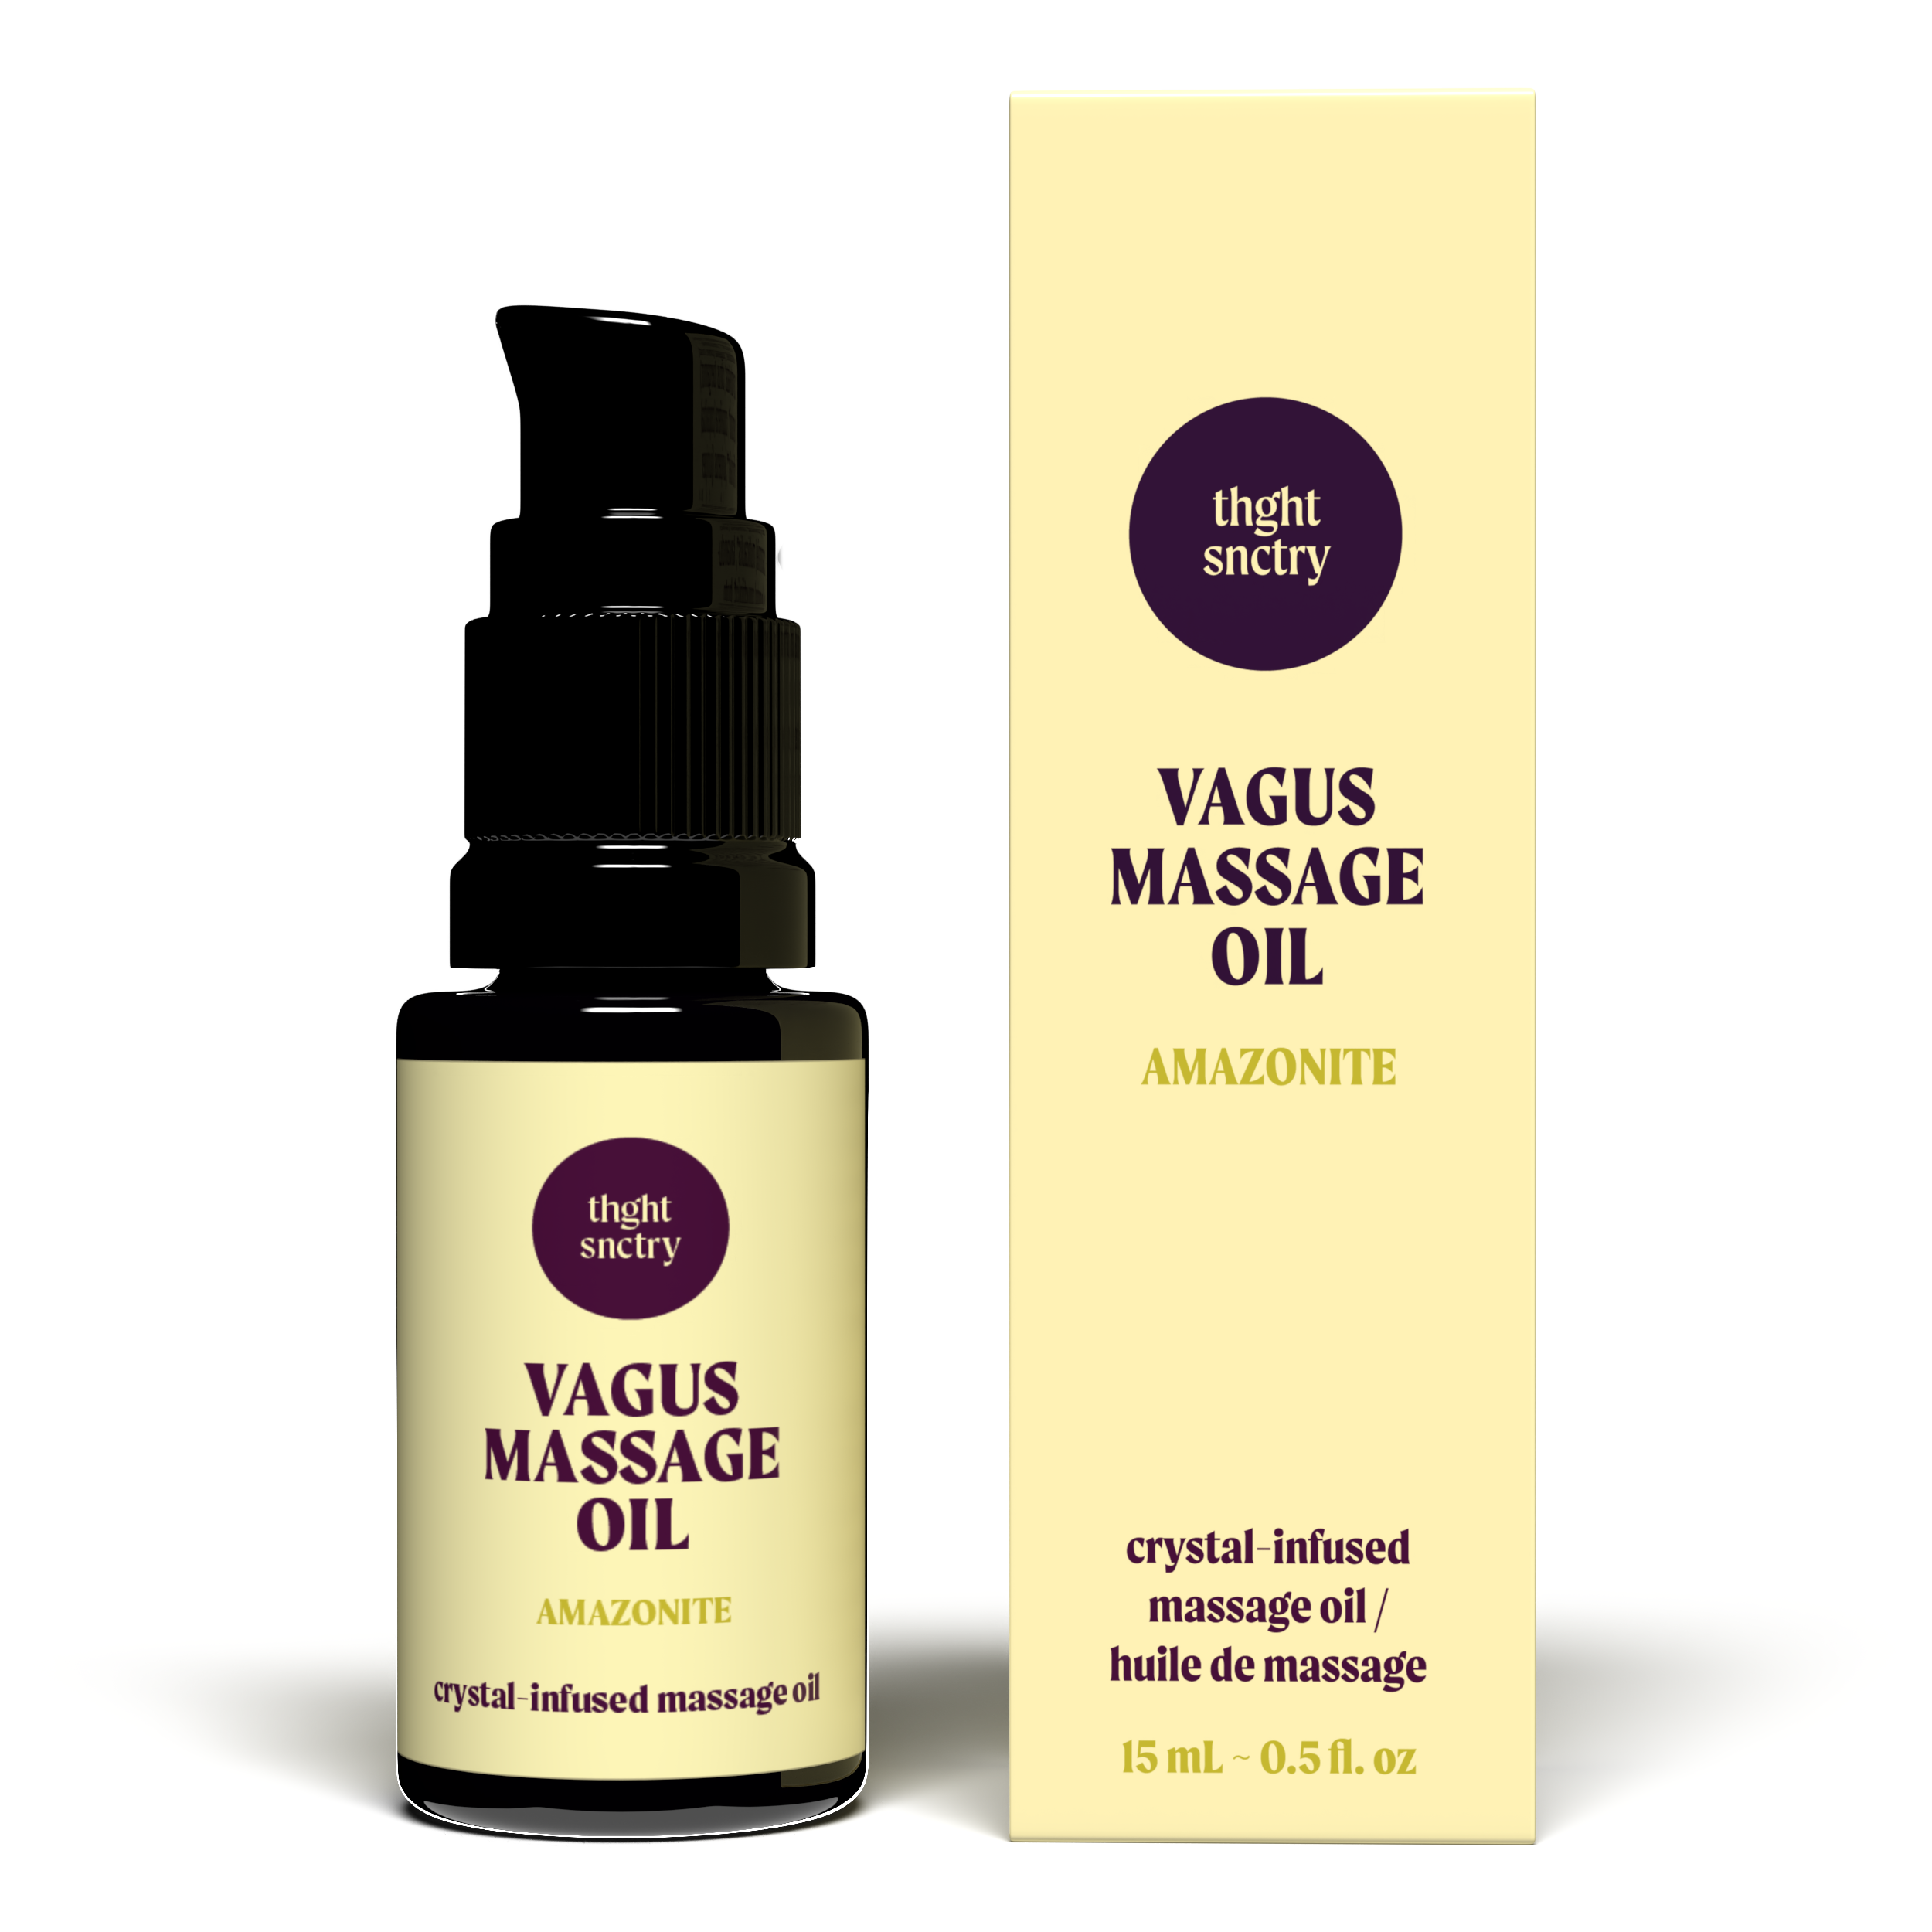 thght
snctry
VAGUS
MASSAGE
OIL
AMAZONITE
crystal-infused massage oil
thght
snctry
VAGUS
MASSAGE
OIL
AMAZONITE
crystal-infused
massage oil /
huile de massage
15 mL ~ 0.5 fl. oz